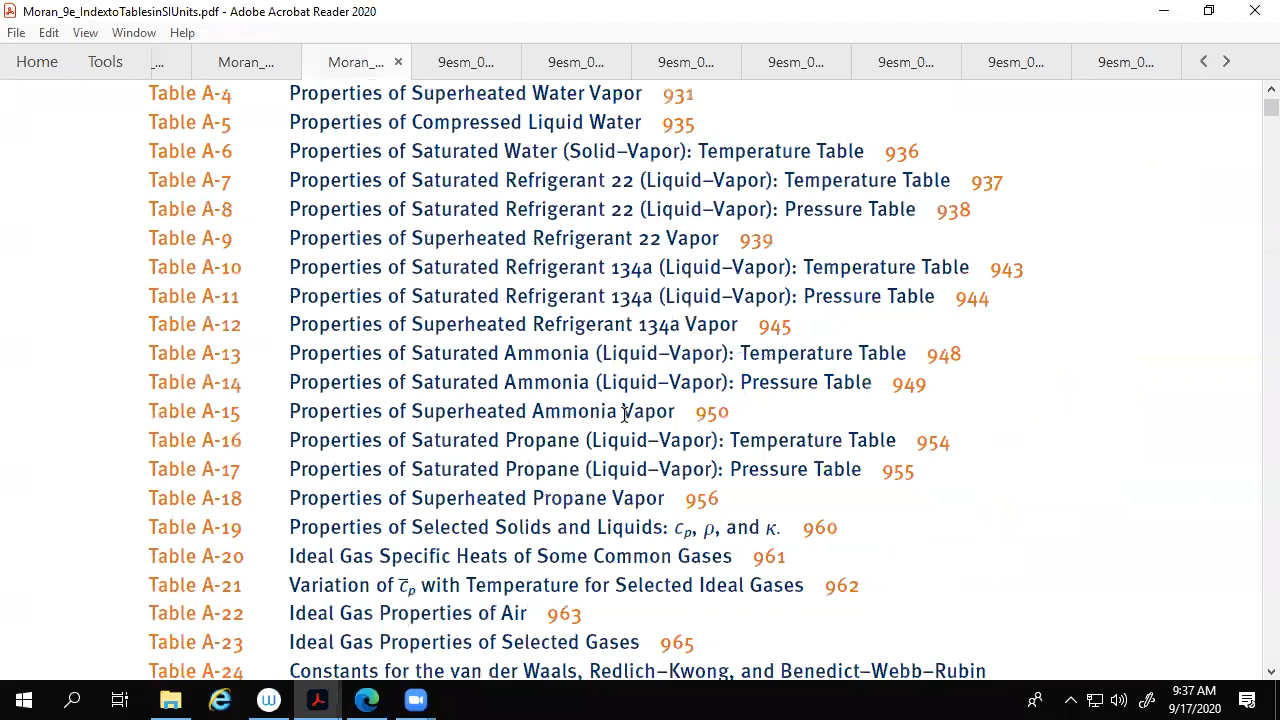 Moran_9e_IndextoTablesinSIUnits.pdf - Adobe Acrobat Reader 2020
File Edit View Window Help
Home Tools _... Moran_... Moran_... × 9esm_0... 9esm_0... 9esm_0... 9esm_0... 9esm_0... 9esm_0... 9esm_0...
Table A-4 Properties of Superheated Water Vapor 931
Table A-5 Properties of Compressed Liquid Water 935
Table A-6 Properties of Saturated Water (Solid–Vapor): Temperature Table 936
Table A-7 Properties of Saturated Refrigerant 22 (Liquid–Vapor): Temperature Table 937
Table A-8 Properties of Saturated Refrigerant 22 (Liquid–Vapor): Pressure Table 938
Table A-9 Properties of Superheated Refrigerant 22 Vapor 939
Table A-10 Properties of Saturated Refrigerant 134a (Liquid–Vapor): Temperature Table 943
Table A-11 Properties of Saturated Refrigerant 134a (Liquid–Vapor): Pressure Table 944
Table A-12 Properties of Superheated Refrigerant 134a Vapor 945
Table A-13 Properties of Saturated Ammonia (Liquid–Vapor): Temperature Table 948
Table A-14 Properties of Saturated Ammonia (Liquid–Vapor): Pressure Table 949
Table A-15 Properties of Superheated Ammonia Vapor 950
Table A-16 Properties of Saturated Propane (Liquid–Vapor): Temperature Table 954
Table A-17 Properties of Saturated Propane (Liquid–Vapor): Pressure Table 955
Table A-18 Properties of Superheated Propane Vapor 956
Table A-19 Properties of Selected Solids and Liquids: cₚ, ρ, and κ. 960
Table A-20 Ideal Gas Specific Heats of Some Common Gases 961
Table A-21 Variation of c̅ₚ with Temperature for Selected Ideal Gases 962
Table A-22 Ideal Gas Properties of Air 963
Table A-23 Ideal Gas Properties of Selected Gases 965
Table A-24 Constants for the van der Waals, Redlich–Kwong, and Benedict–Webb–Rubin
9:37 AM
9/17/2020